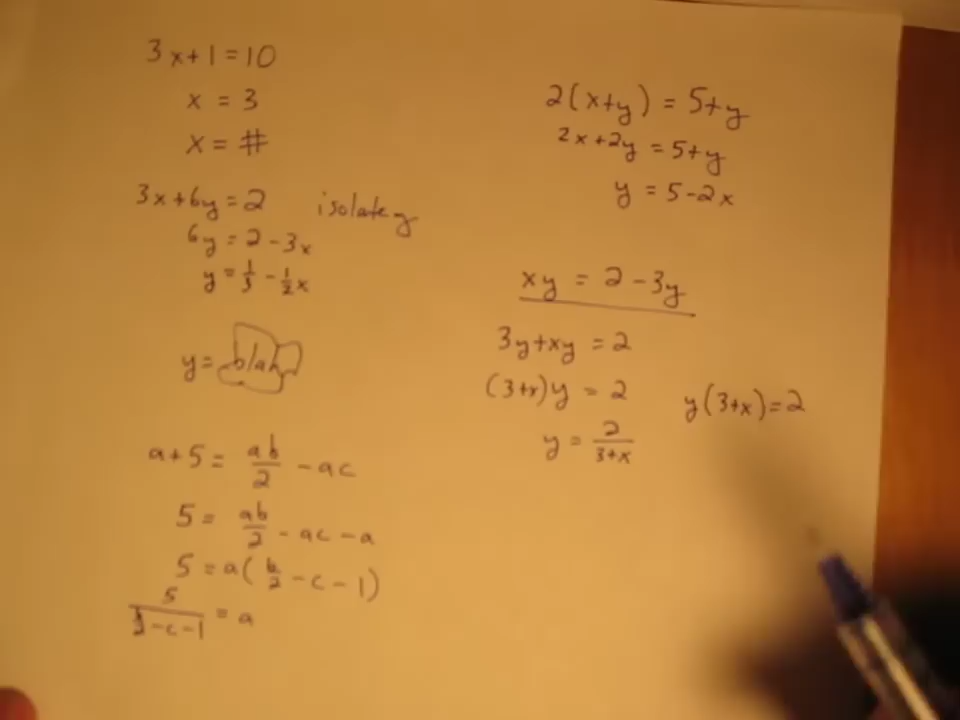 3x+1=10
x = 3
x = #
3x+6y=2 isolate y
6y=2-3x
y=1/3-1/2x
y=blah
a+5=ab/2-ac
5=ab/2-ac-a
5=a(b/2-c-1)
5/(b/2-c-1)=a
2(x+y)=5+y
2x+2y=5+y
y=5-2x
xy=2-3y
3y+xy=2
(3+x)y=2 y(3+x)=2
y=2/(3+x)